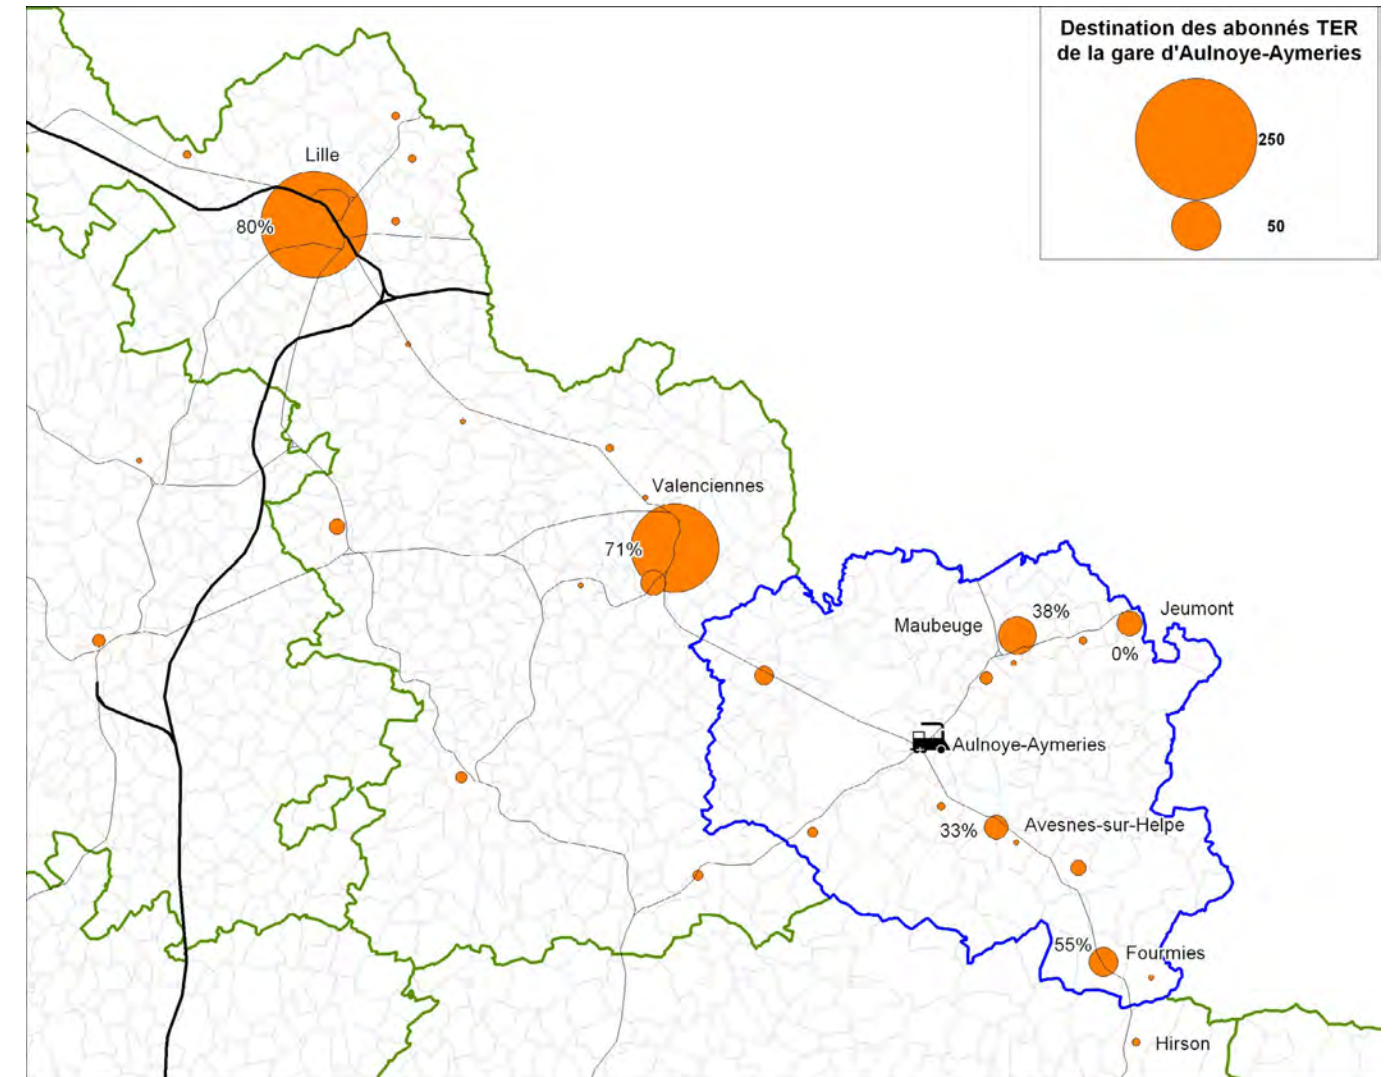 Destination des abonnés TER
de la gare d'Aulnoye-Aymeries
250
50
Lille
80%
Valenciennes
71%
38%
Jeumont
Maubeuge
0%
Aulnoye-Aymeries
33%
Avesnes-sur-Helpe
55%
Fourmies
Hirson